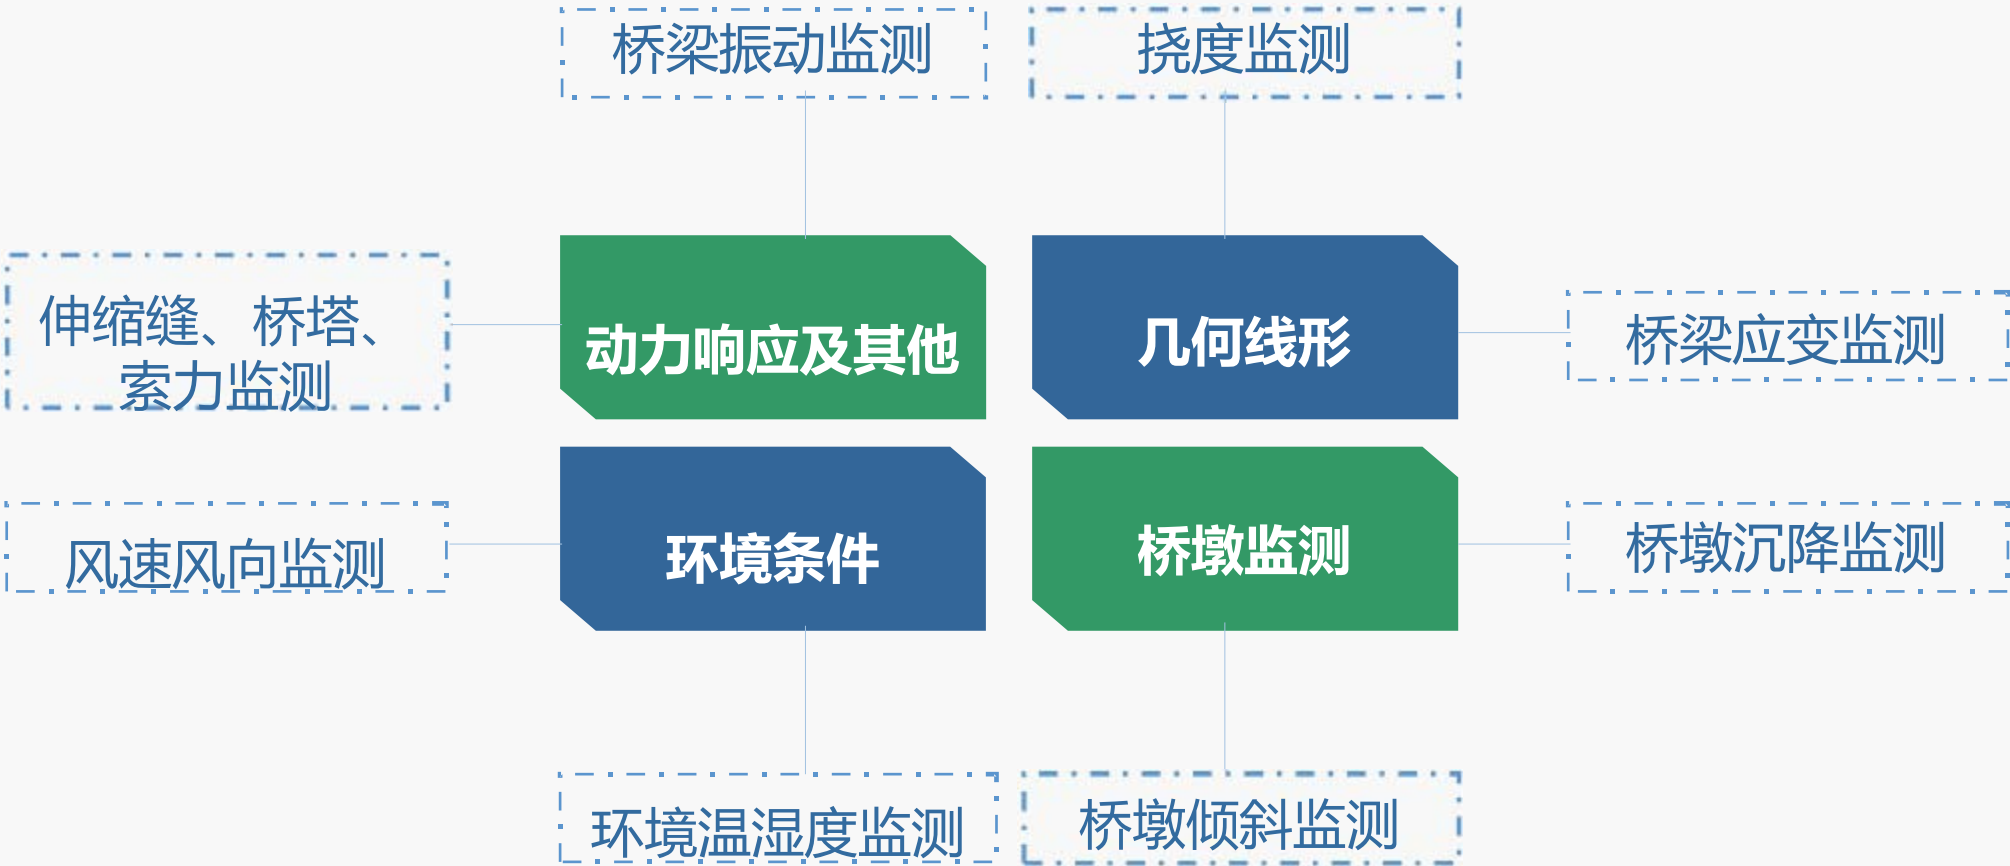 桥梁振动监测
挠度监测
伸缩缝、桥塔、
索力监测
动力响应及其他
几何线形
桥梁应变监测
风速风向监测
环境条件
桥墩监测
桥墩沉降监测
环境温湿度监测
桥墩倾斜监测